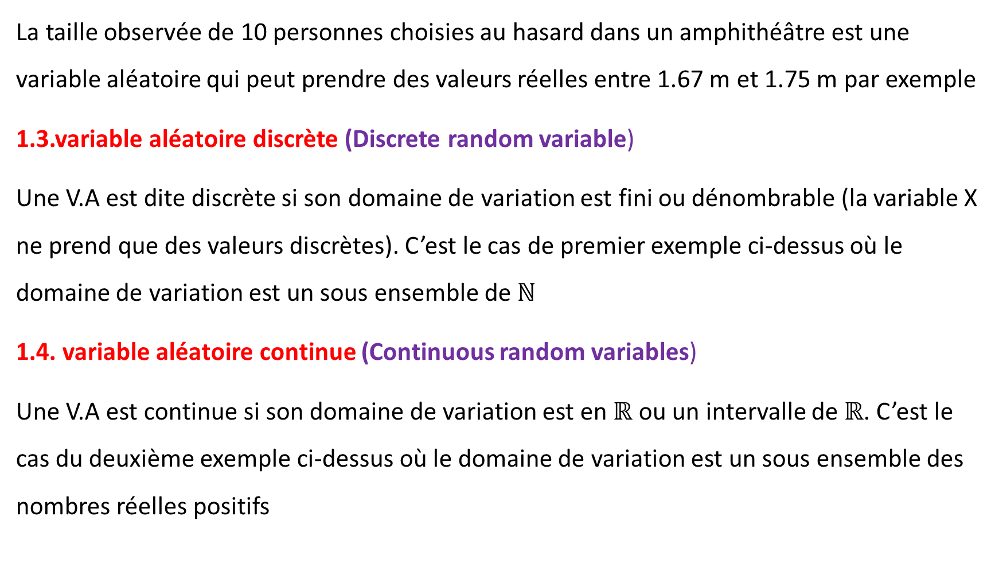 La taille observée de 10 personnes choisies au hasard dans un amphithéâtre est une
variable aléatoire qui peut prendre des valeurs réelles entre 1.67 m et 1.75 m par exemple
1.3.variable aléatoire discrète (Discrete random variable)
Une V.A est dite discrète si son domaine de variation est fini ou dénombrable (la variable X
ne prend que des valeurs discrètes). C’est le cas de premier exemple ci-dessus où le
domaine de variation est un sous ensemble de ℕ
1.4. variable aléatoire continue (Continuous random variables)
Une V.A est continue si son domaine de variation est en ℝ ou un intervalle de ℝ. C’est le
cas du deuxième exemple ci-dessus où le domaine de variation est un sous ensemble des
nombres réelles positifs